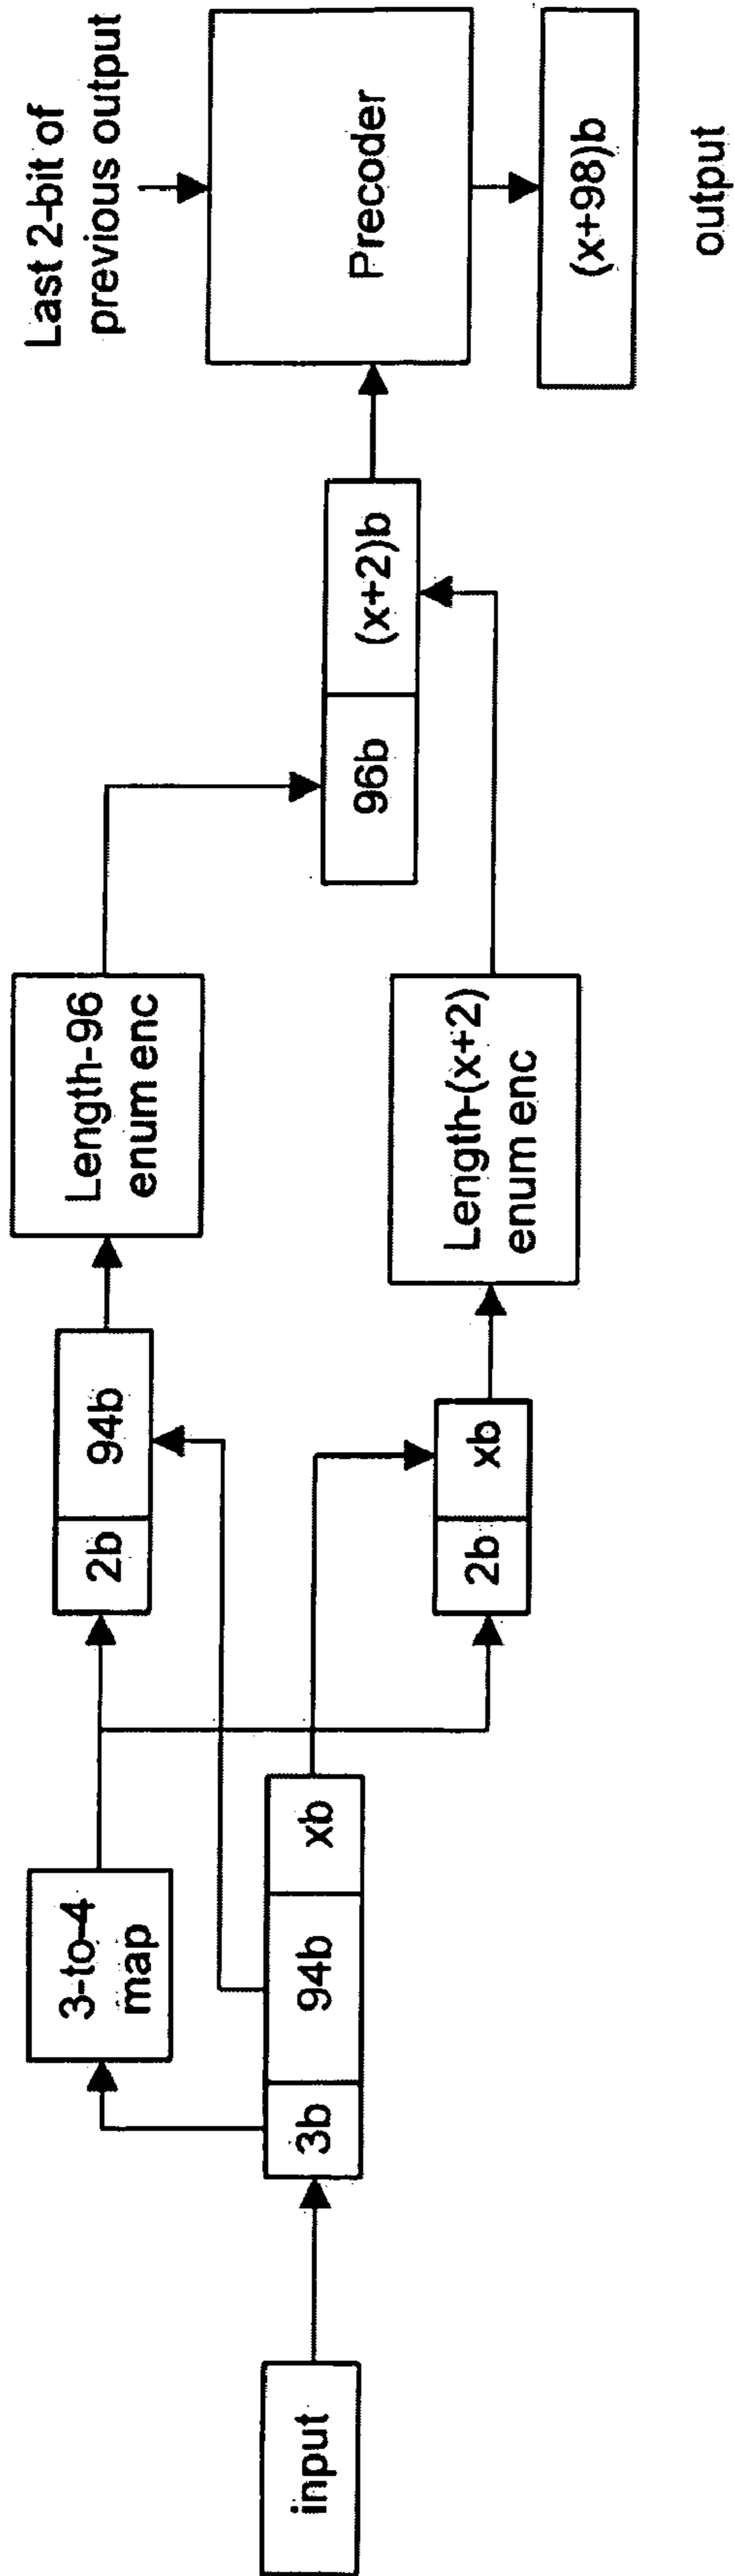 input
3b
94b
xb
3-to-4
map
2b
94b
2b
xb
Length-96
enum enc
Length-(x+2)
enum enc
96b
(x+2)b
Last 2-bit of
previous output
Precoder
(x+98)b
output